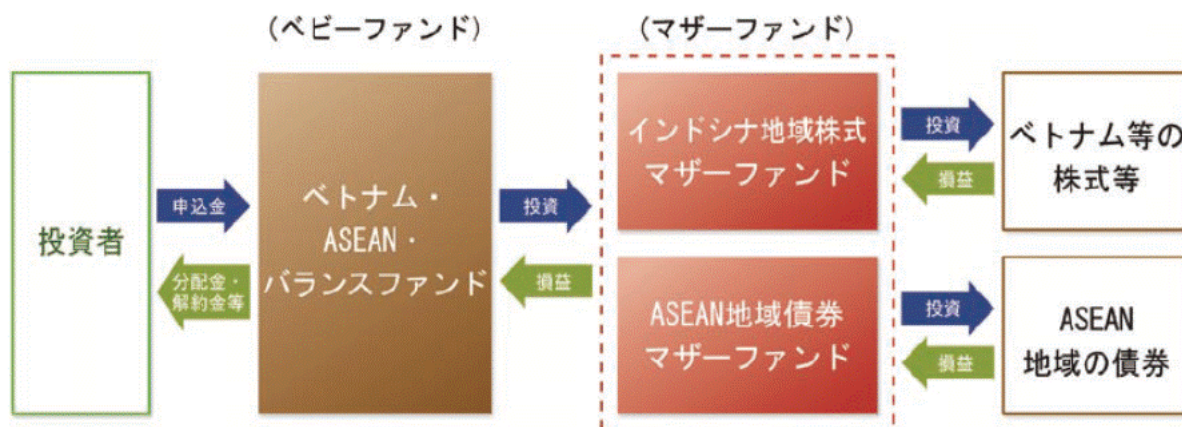 (ベビーファンド)
(マザーファンド)
投資者
申込金
分配金・
解約金等
ベトナム・
ASEAN・
バランスファンド
投資
損益
インドシナ地域株式
マザーファンド
ASEAN地域債券
マザーファンド
投資
損益
投資
損益
ベトナム等の
株式等
ASEAN
地域の債券